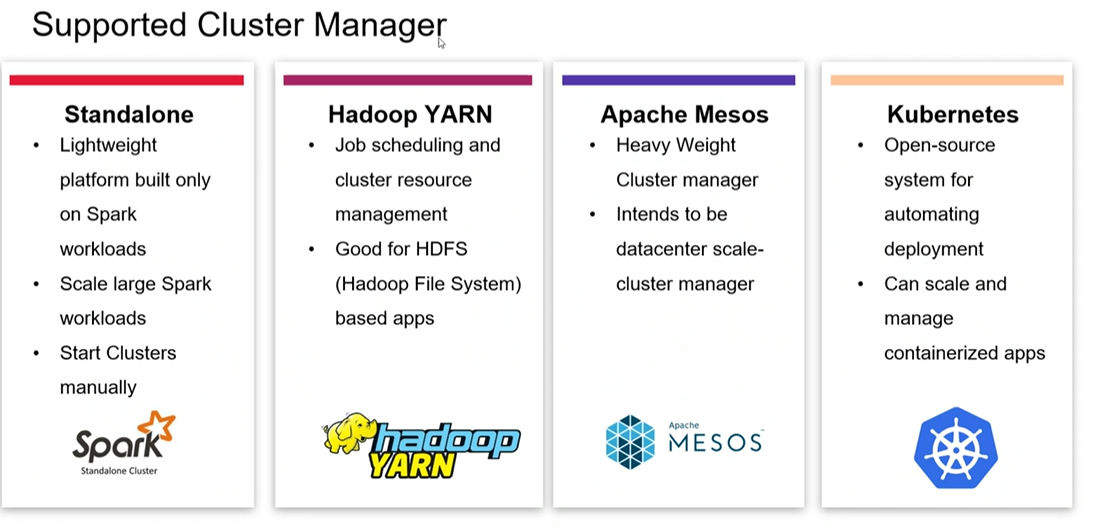 Supported Cluster Manager
Standalone
• Lightweight
platform built only
on Spark
workloads
• Scale large Spark
workloads
• Start Clusters
manually
Spark
Standalone Cluster
Hadoop YARN
• Job scheduling and
cluster resource
management
• Good for HDFS
(Hadoop File System)
based apps
hadoop
YARN
Apache Mesos
• Heavy Weight
Cluster manager
• Intends to be
datacenter scale-
cluster manager
Apache
MESOS™
Kubernetes
• Open-source
system for
automating
deployment
• Can scale and
manage
containerized apps